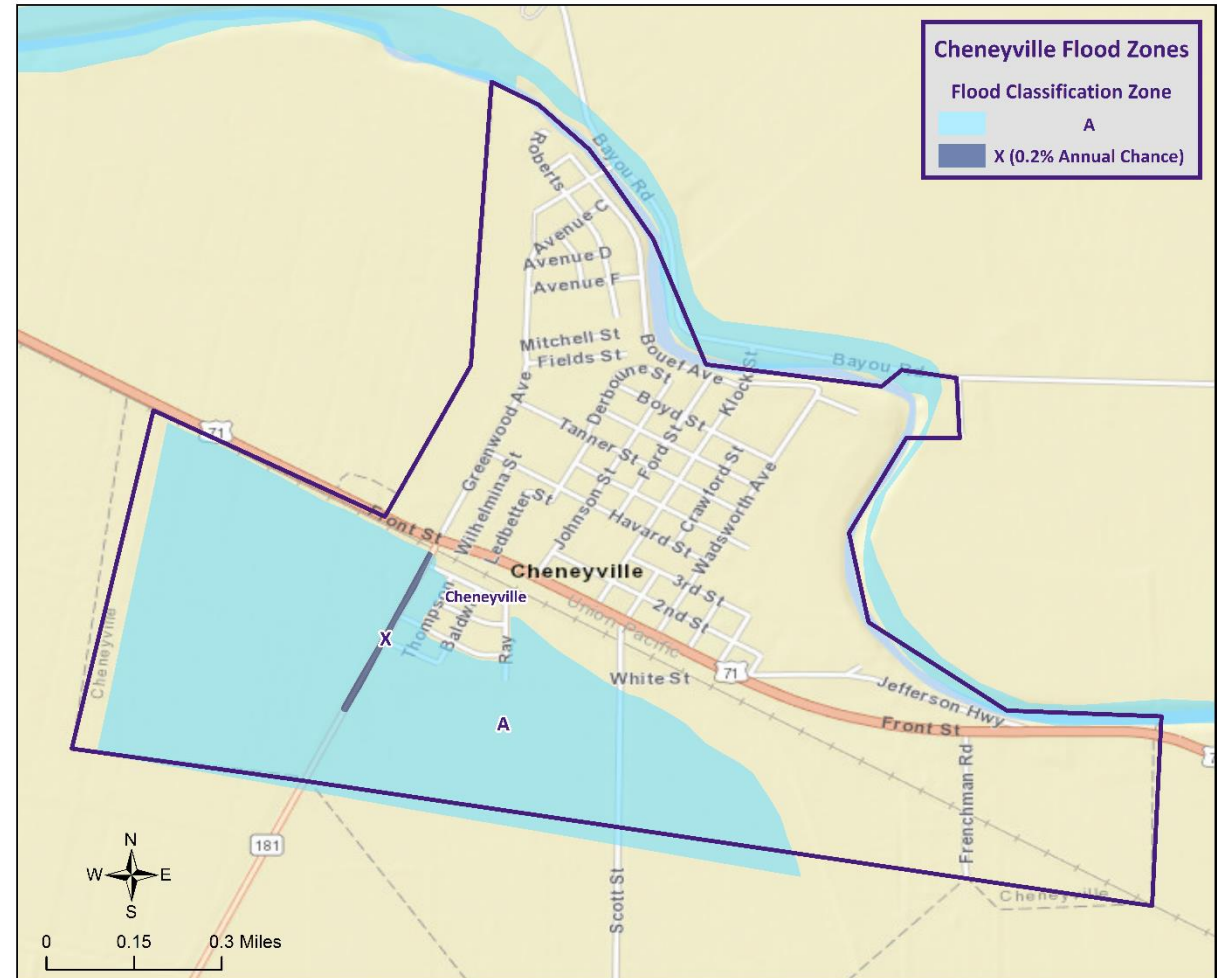 Cheneyville Flood Zones
Flood Classification Zone
A
X (0.2% Annual Chance)
Roberts
Bayou Rd
Avenue C
Avenue D
Avenue F
Mitchell St
Fields St
Bouef Ave
Bayou Rd
Derboune St
Klock St
Boyd St
Greenwood Ave
Tanner St
Ford St
71
Wilhelmina St
Crawford St
Wadsworth Ave
Ledbetter St
Johnson St
Havard St
Front St
Cheneyville
3rd St
Cheneyville
2nd St
Union Pacific
Thompson
Baldwi
Ray
X
Cheneyville
White St
71
Jefferson Hwy
A
Front St
Frenchman Rd
181
Scott St
Cheneyville
N
W E
S
0 0.15 0.3 Miles